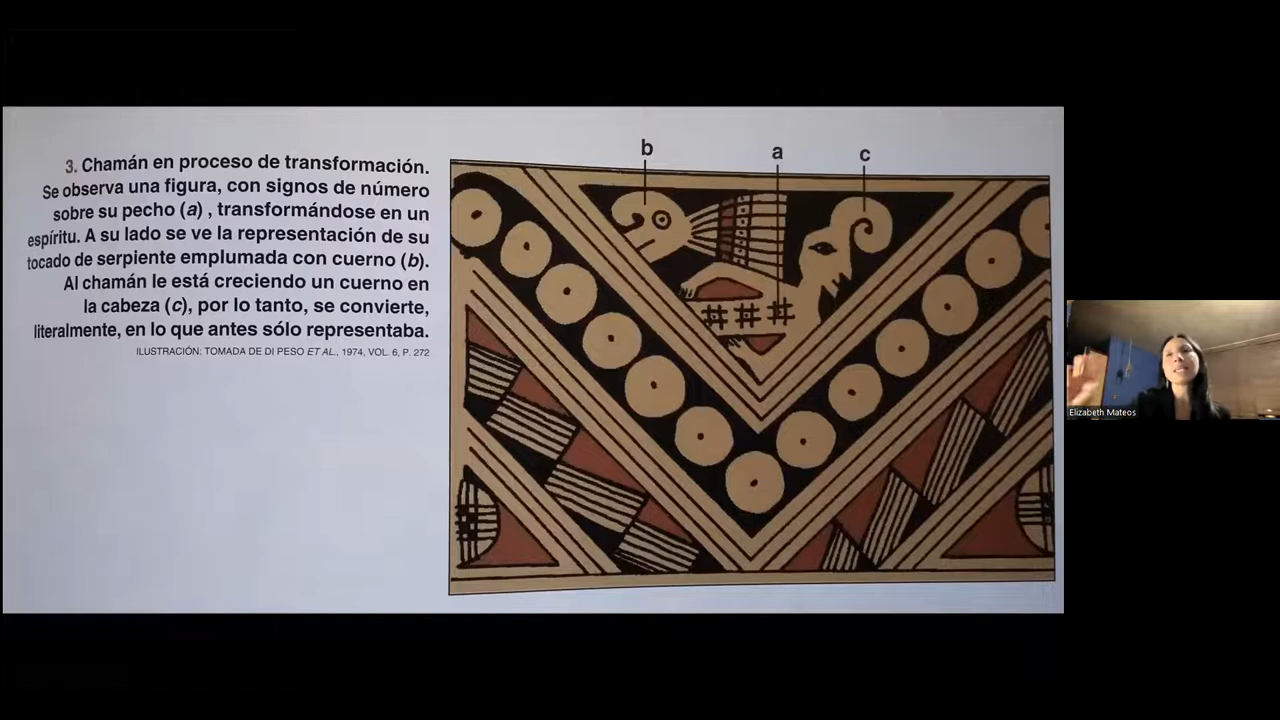 3. Chamán en proceso de transformación.
Se observa una figura, con signos de número
sobre su pecho (a) , transformándose en un
espíritu. A su lado se ve la representación de su
tocado de serpiente emplumada con cuerno (b).
Al chamán le está creciendo un cuerno en
la cabeza (c), por lo tanto, se convierte,
literalmente, en lo que antes sólo representaba.
ILUSTRACIÓN: TOMADA DE DI PESO ET AL., 1974, VOL. 6, P. 272
b
a
c
Elizabeth Mateos